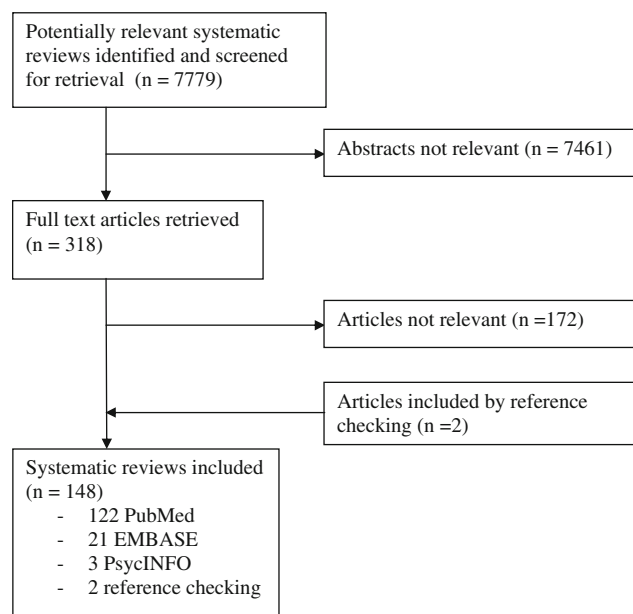 Potentially relevant systematic
reviews identified and screened
for retrieval (n = 7779)
Abstracts not relevant (n = 7461)
Full text articles retrieved
(n = 318)
Articles not relevant (n =172)
Articles included by reference
checking (n =2)
Systematic reviews included
(n = 148)
- 122 PubMed
- 21 EMBASE
- 3 PsycINFO
- 2 reference checking